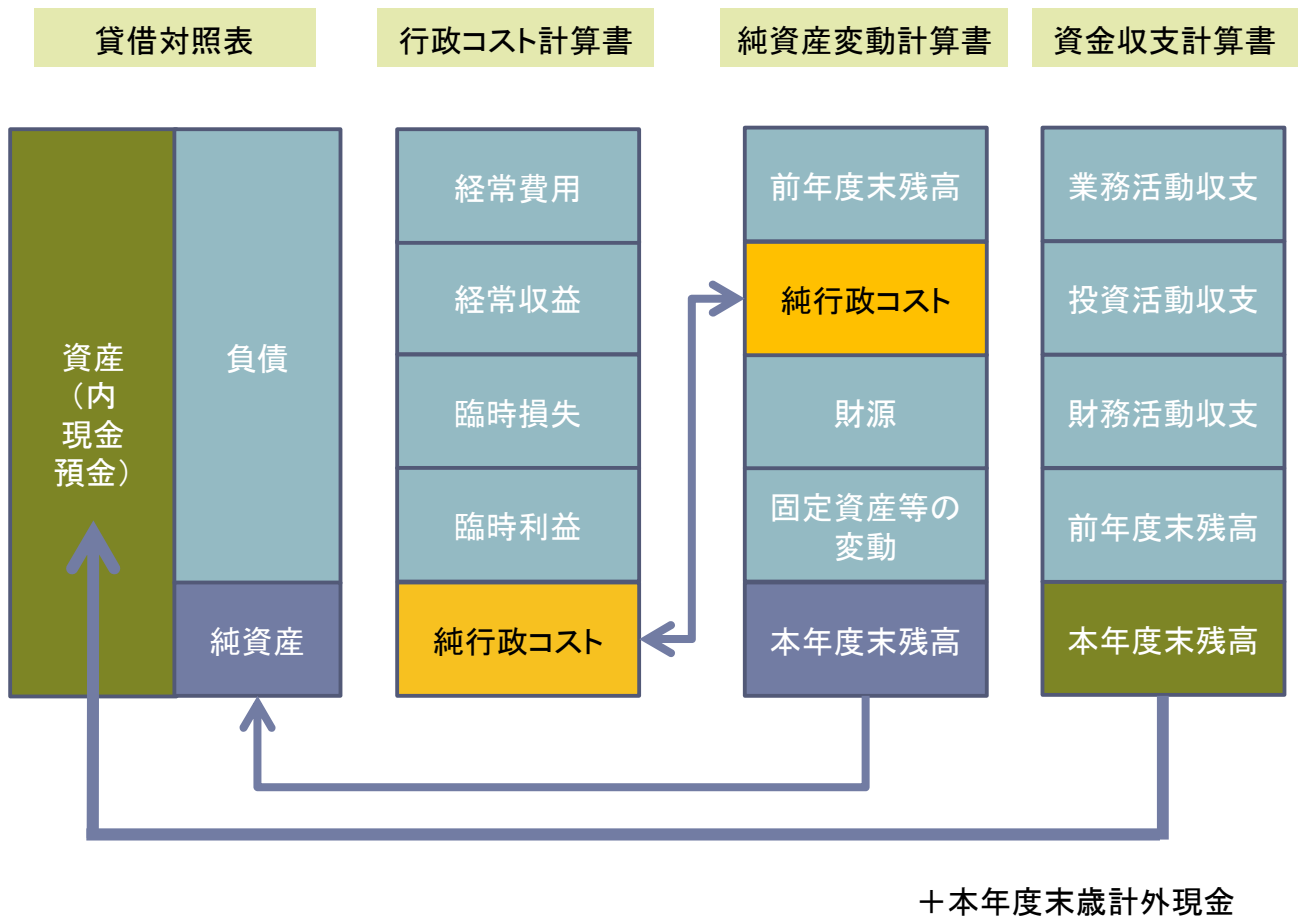 貸借対照表
行政コスト計算書
純資産変動計算書
資金収支計算書
資産
（内
現金
預金）
負債
純資産
経常費用
経常収益
臨時損失
臨時利益
純行政コスト
前年度末残高
純行政コスト
財源
固定資産等の
変動
本年度末残高
業務活動収支
投資活動収支
財務活動収支
前年度末残高
本年度末残高
＋本年度末歳計外現金